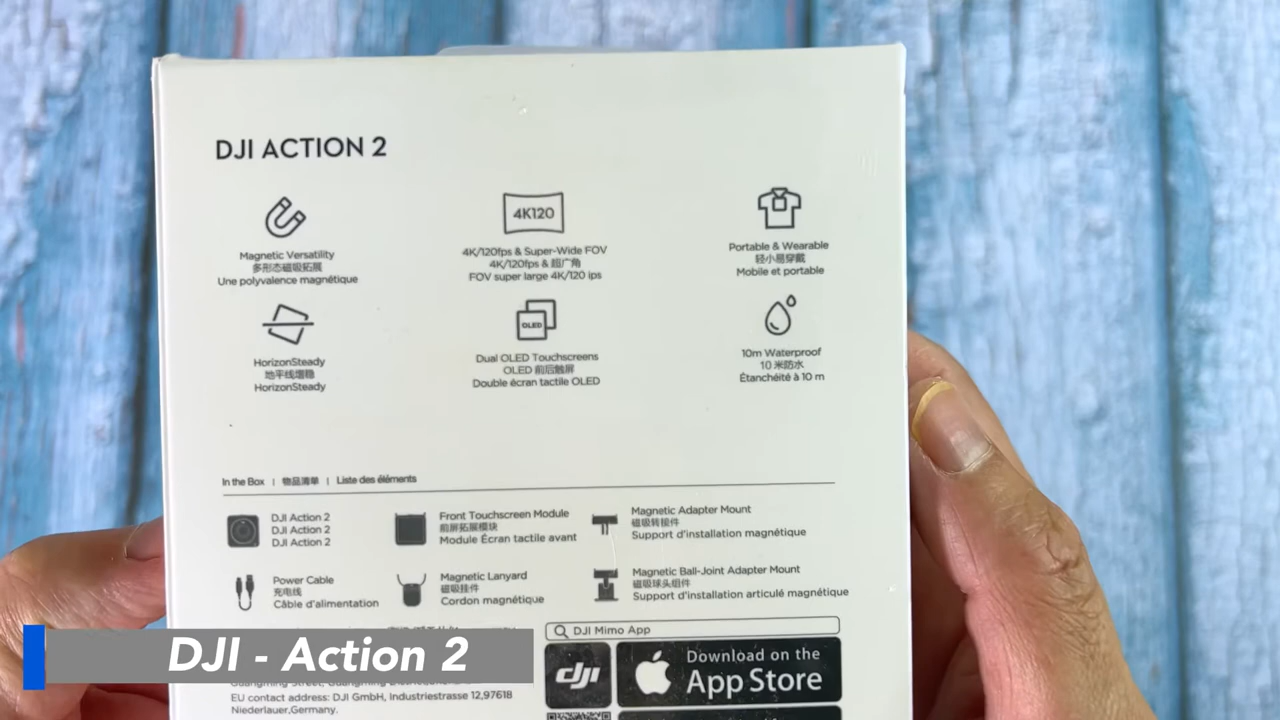 DJI ACTION 2
Magnetic Versatility
多形态磁吸拓展
Une polyvalence magnétique
4K120
4K/120fps & Super-Wide FOV
4K/120fps & 超广角
FOV super large 4K/120 ips
Portable & Wearable
轻小易穿戴
Mobile et portable
HorizonSteady
地平线增稳
HorizonSteady
OLED
Dual OLED Touchscreens
OLED 前后触屏
Double écran tactile OLED
10m Waterproof
10 米防水
Étanchéité à 10 m
In the Box | 物品清单 | Liste des éléments
DJI Action 2
DJI Action 2
DJI Action 2
Front Touchscreen Module
前屏拓展模块
Module Écran tactile avant
Magnetic Adapter Mount
磁吸转接件
Support d'installation magnétique
Power Cable
充电线
Câble d'alimentation
Magnetic Lanyard
磁吸挂件
Cordon magnétique
Magnetic Ball-Joint Adapter Mount
磁吸球头组件
Support d'installation articulé magnétique
DJI Mimo App
dji
Download on the
App Store
DJI - Action 2
EU contact address: DJI GmbH, Industriestrasse 12,97618
Niederlauer,Germany.